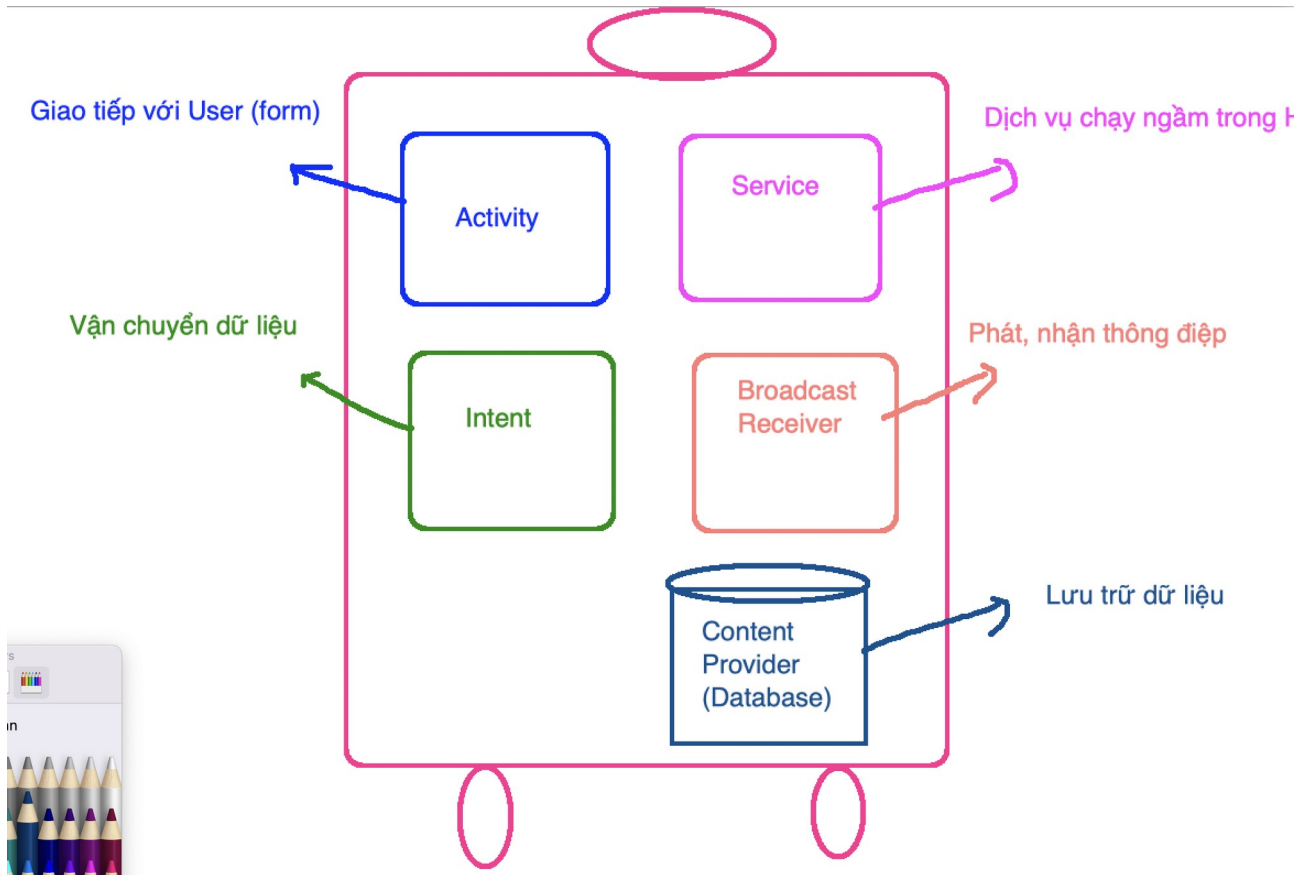 Giao tiếp với User (form)
Dịch vụ chạy ngầm trong
Activity
Service
Vận chuyển dữ liệu
Phát, nhận thông điệp
Intent
Broadcast
Receiver
Lưu trữ dữ liệu
Content
Provider
(Database)